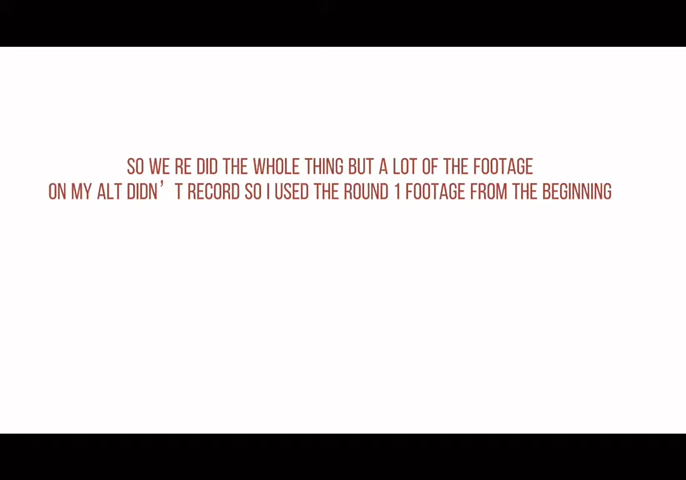 SO WE RE DID THE WHOLE THING BUT A LOT OF THE FOOTAGE
ON MY ALT DIDN’T RECORD SO I USED THE ROUND 1 FOOTAGE FROM THE BEGINNING